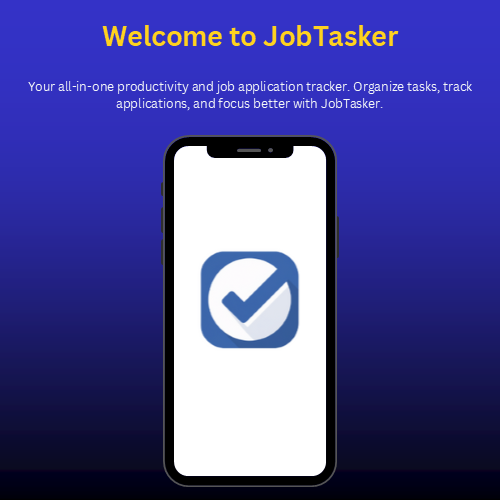 Welcome to JobTasker
Your all-in-one productivity and job application tracker. Organize tasks, track
applications, and focus better with JobTasker.